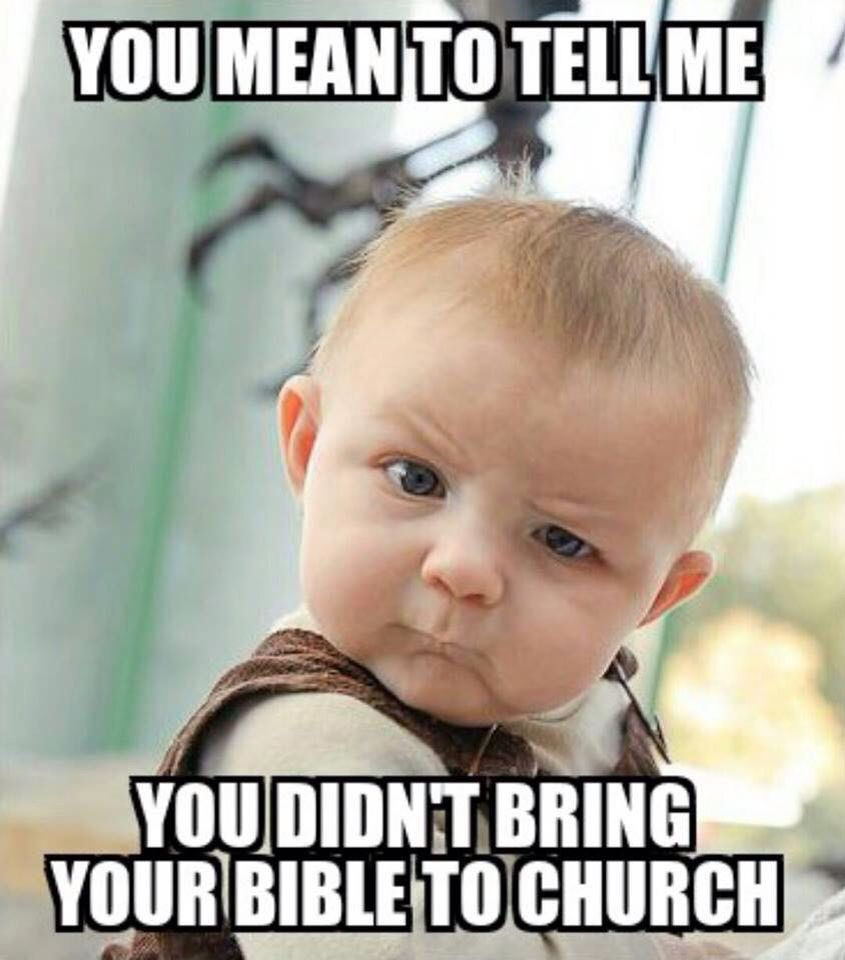 YOU MEAN TO TELL ME
YOU DIDN'T BRING
YOUR BIBLE TO CHURCH